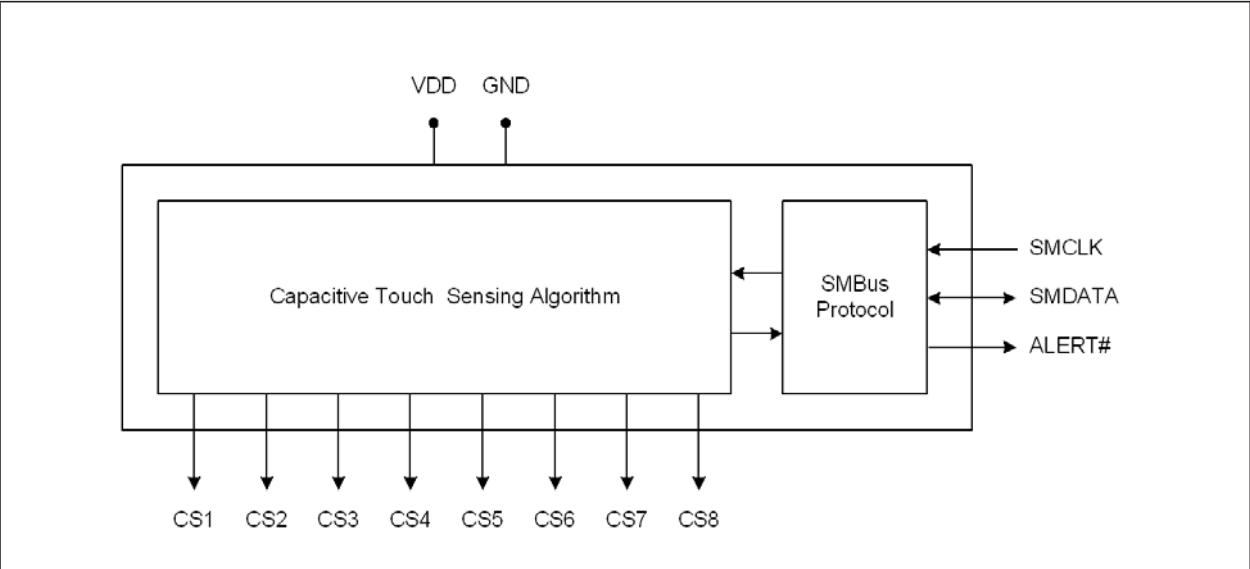 VDD GND
Capacitive Touch Sensing Algorithm
SMBus
Protocol
SMCLK
SMDATA
ALERT#
CS1 CS2 CS3 CS4 CS5 CS6 CS7 CS8